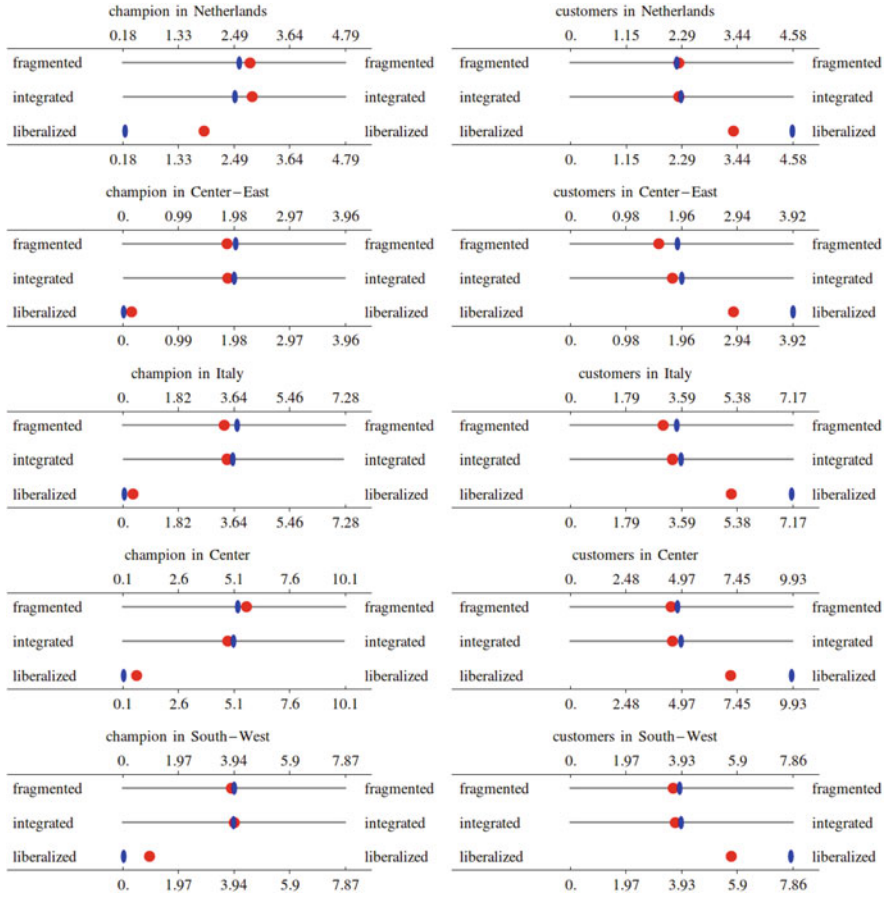 champion in Netherlands
0.18 1.33 2.49 3.64 4.79
fragmented fragmented
integrated integrated
liberalized liberalized
0.18 1.33 2.49 3.64 4.79
customers in Netherlands
0. 1.15 2.29 3.44 4.58
fragmented fragmented
integrated integrated
liberalized liberalized
0. 1.15 2.29 3.44 4.58
champion in Center-East
0. 0.99 1.98 2.97 3.96
fragmented fragmented
integrated integrated
liberalized liberalized
0. 0.99 1.98 2.97 3.96
customers in Center-East
0. 0.98 1.96 2.94 3.92
fragmented fragmented
integrated integrated
liberalized liberalized
0. 0.98 1.96 2.94 3.92
champion in Italy
0. 1.82 3.64 5.46 7.28
fragmented fragmented
integrated integrated
liberalized liberalized
0. 1.82 3.64 5.46 7.28
customers in Italy
0. 1.79 3.59 5.38 7.17
fragmented fragmented
integrated integrated
liberalized liberalized
0. 1.79 3.59 5.38 7.17
champion in Center
0.1 2.6 5.1 7.6 10.1
fragmented fragmented
integrated integrated
liberalized liberalized
0.1 2.6 5.1 7.6 10.1
customers in Center
0. 2.48 4.97 7.45 9.93
fragmented fragmented
integrated integrated
liberalized liberalized
0. 2.48 4.97 7.45 9.93
champion in South-West
0. 1.97 3.94 5.9 7.87
fragmented fragmented
integrated integrated
liberalized liberalized
0. 1.97 3.94 5.9 7.87
customers in South-West
0. 1.97 3.93 5.9 7.86
fragmented fragmented
integrated integrated
liberalized liberalized
0. 1.97 3.93 5.9 7.86